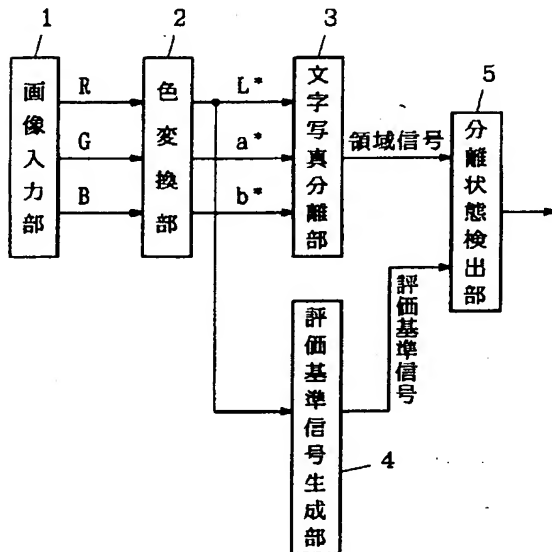 1
2
3
5
画像入力部
R
G
B
色変換部
L*
a*
b*
文字写真分離部
領域信号
分離状態検出部
評価基準信号
評価基準信号生成部
4